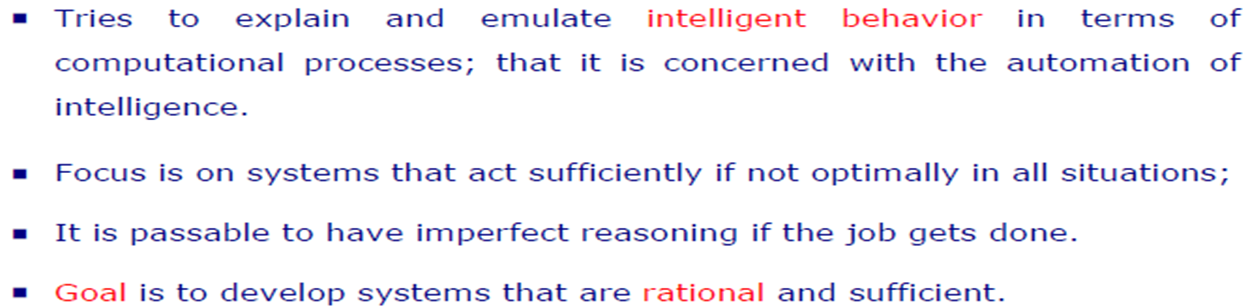 ▪ Tries to explain and emulate intelligent behavior in terms of
computational processes; that it is concerned with the automation of
intelligence.
▪ Focus is on systems that act sufficiently if not optimally in all situations;
▪ It is passable to have imperfect reasoning if the job gets done.
▪ Goal is to develop systems that are rational and sufficient.